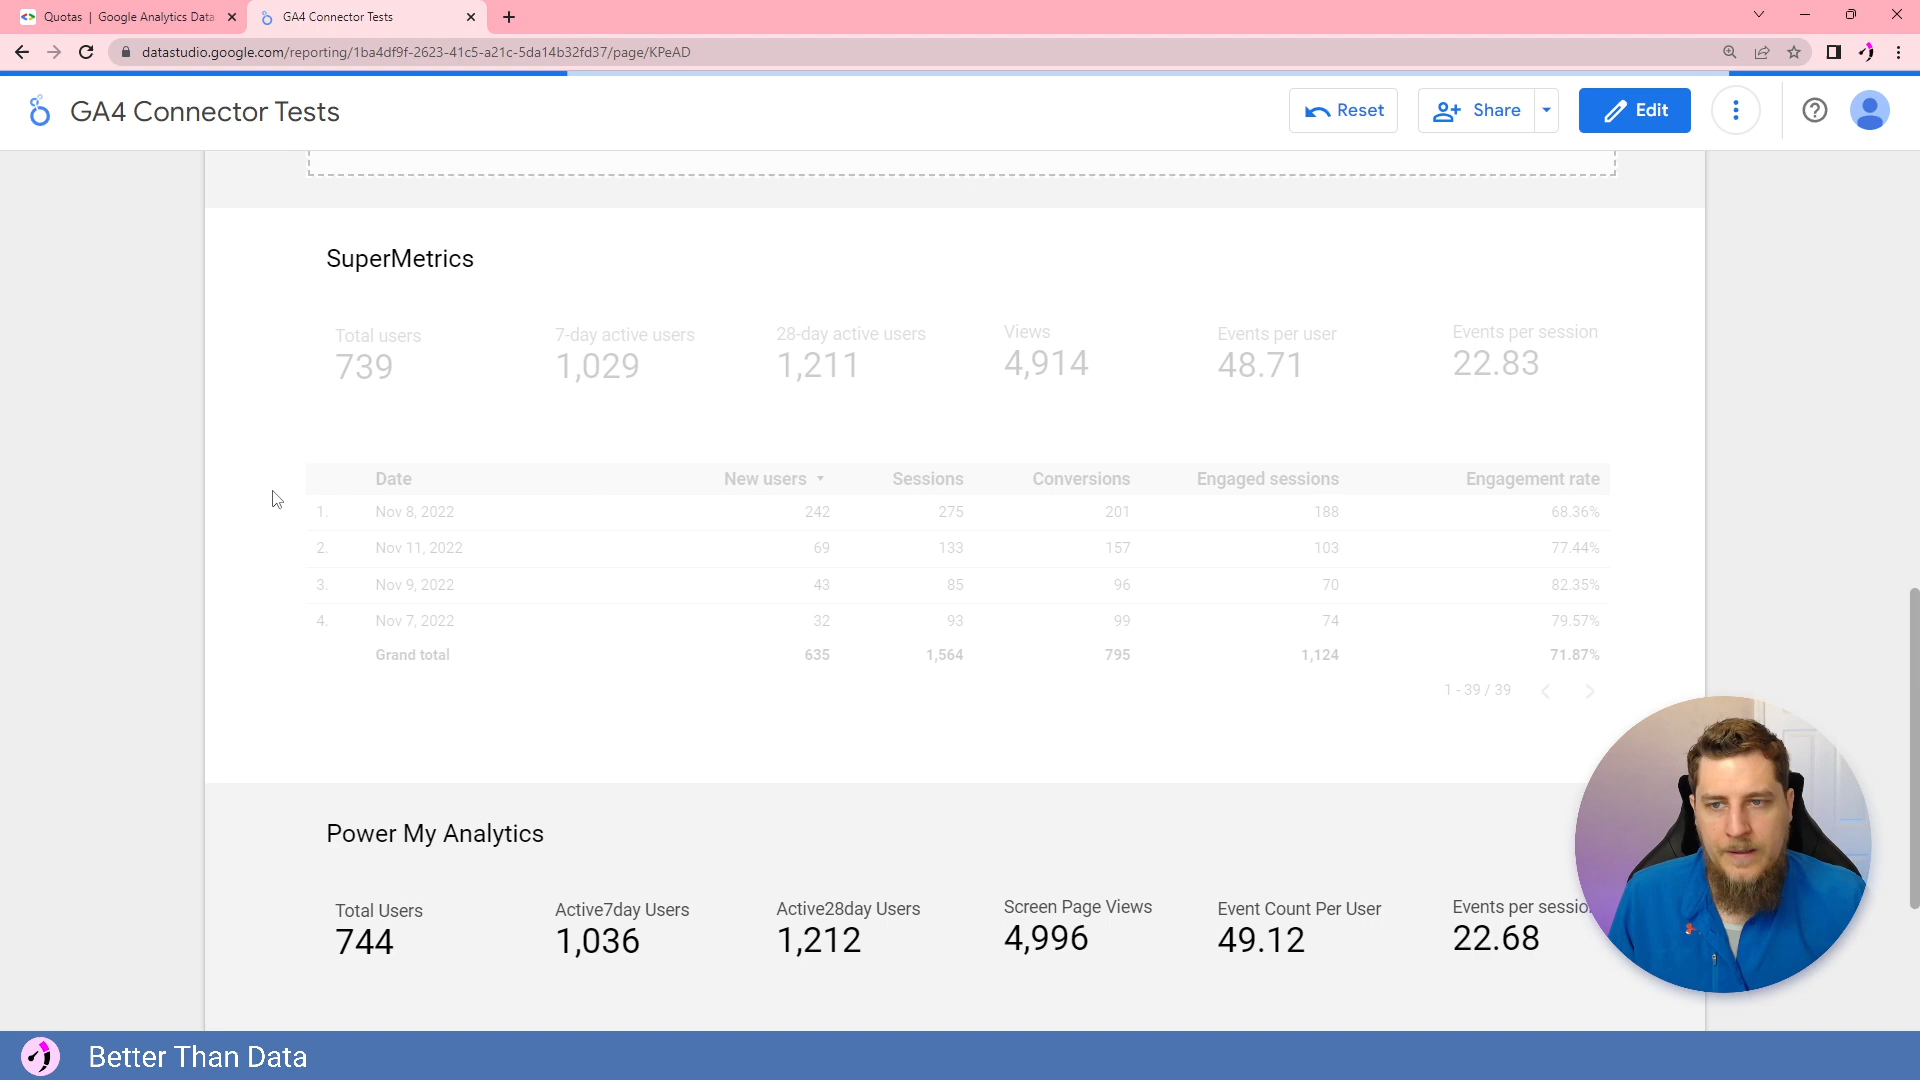 Quotas | Google Analytics Data
GA4 Connector Tests
datastudio.google.com/reporting/1ba4df9f-2623-41c5-a21c-5da14b32fd37/page/KPeAD
GA4 Connector Tests
Reset
Share
Edit
SuperMetrics
Total users 7-day active users 28-day active users Views Events per user Events per session
739 1,029 1,211 4,914 48.71 22.83
Date New users Sessions Conversions Engaged sessions Engagement rate
1. Nov 8, 2022 242 275 201 188 68.36%
2. Nov 11, 2022 69 133 157 103 77.44%
3. Nov 9, 2022 43 85 96 70 82.35%
4. Nov 7, 2022 32 93 99 74 79.57%
Grand total 635 1,564 795 1,124 71.87%
1 - 39 / 39
Power My Analytics
Total Users Active7day Users Active28day Users Screen Page Views Event Count Per User Events per sessio
744 1,036 1,212 4,996 49.12 22.68
Better Than Data